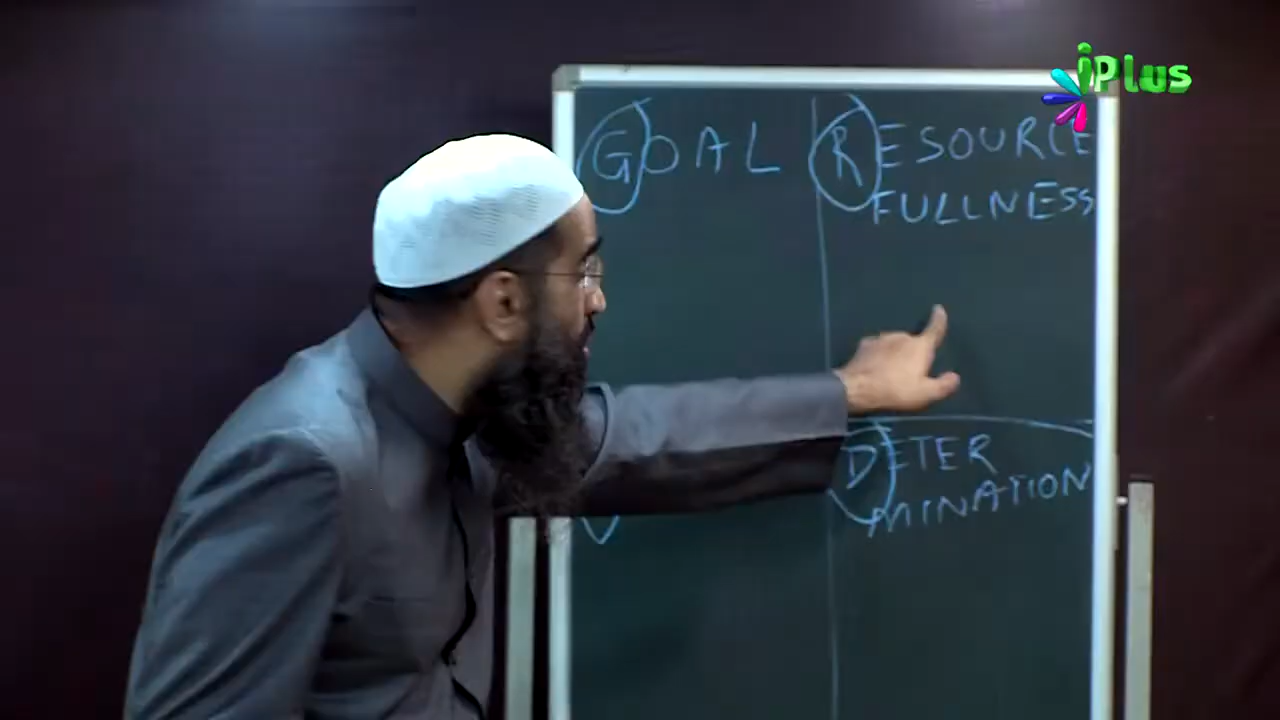 iPlus
GOAL
RESOURCE
FULLNESS
DETER
MINATION